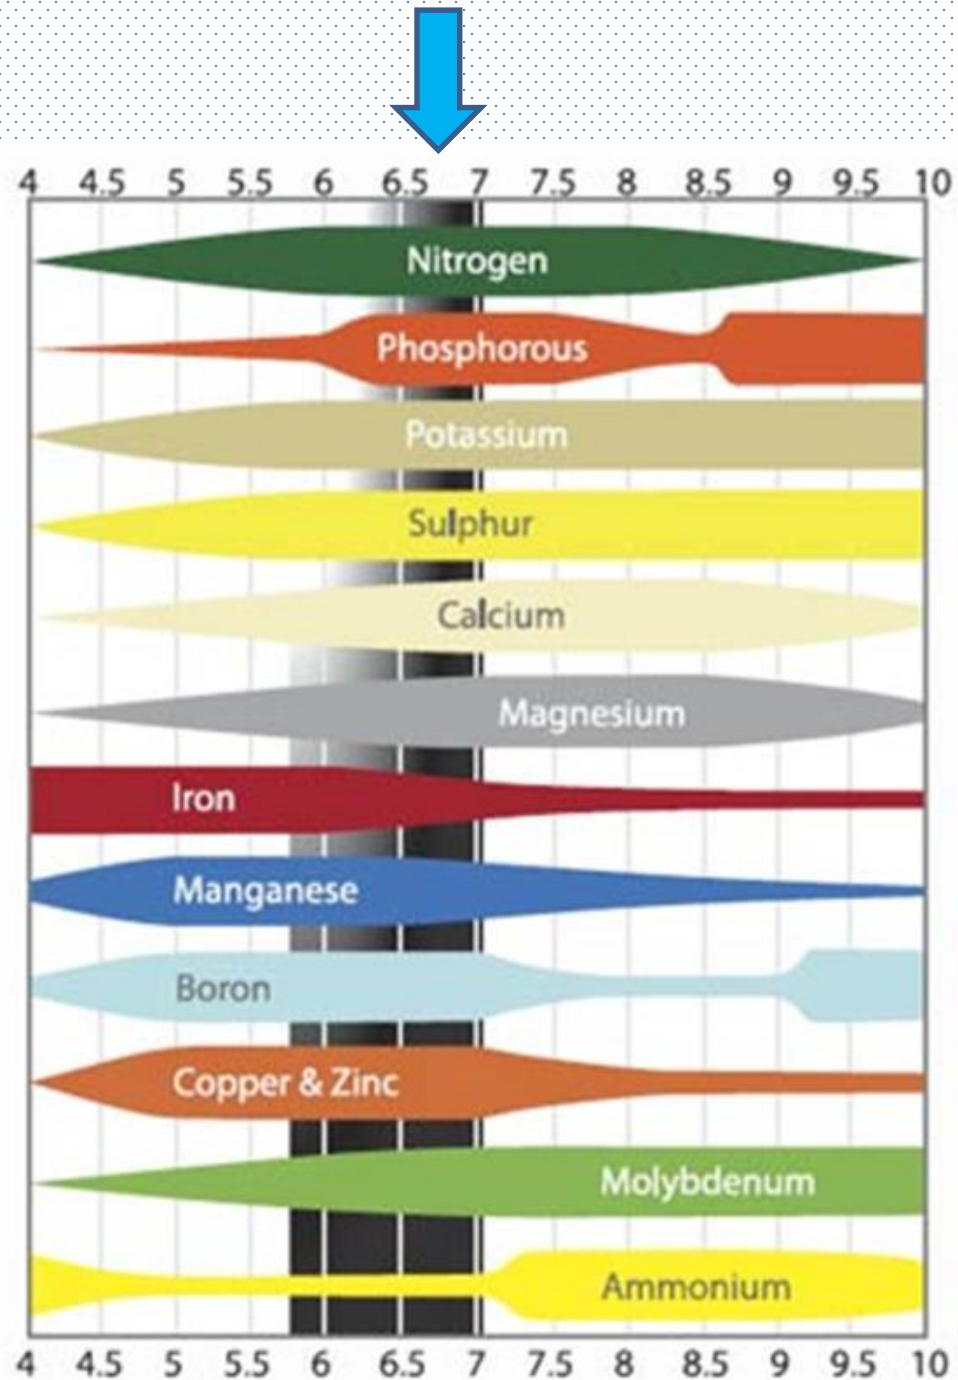 4 4.5 5 5.5 6 6.5 7 7.5 8 8.5 9 9.5 10
Nitrogen
Phosphorous
Potassium
Sulphur
Calcium
Magnesium
Iron
Manganese
Boron
Copper & Zinc
Molybdenum
Ammonium
4 4.5 5 5.5 6 6.5 7 7.5 8 8.5 9 9.5 10